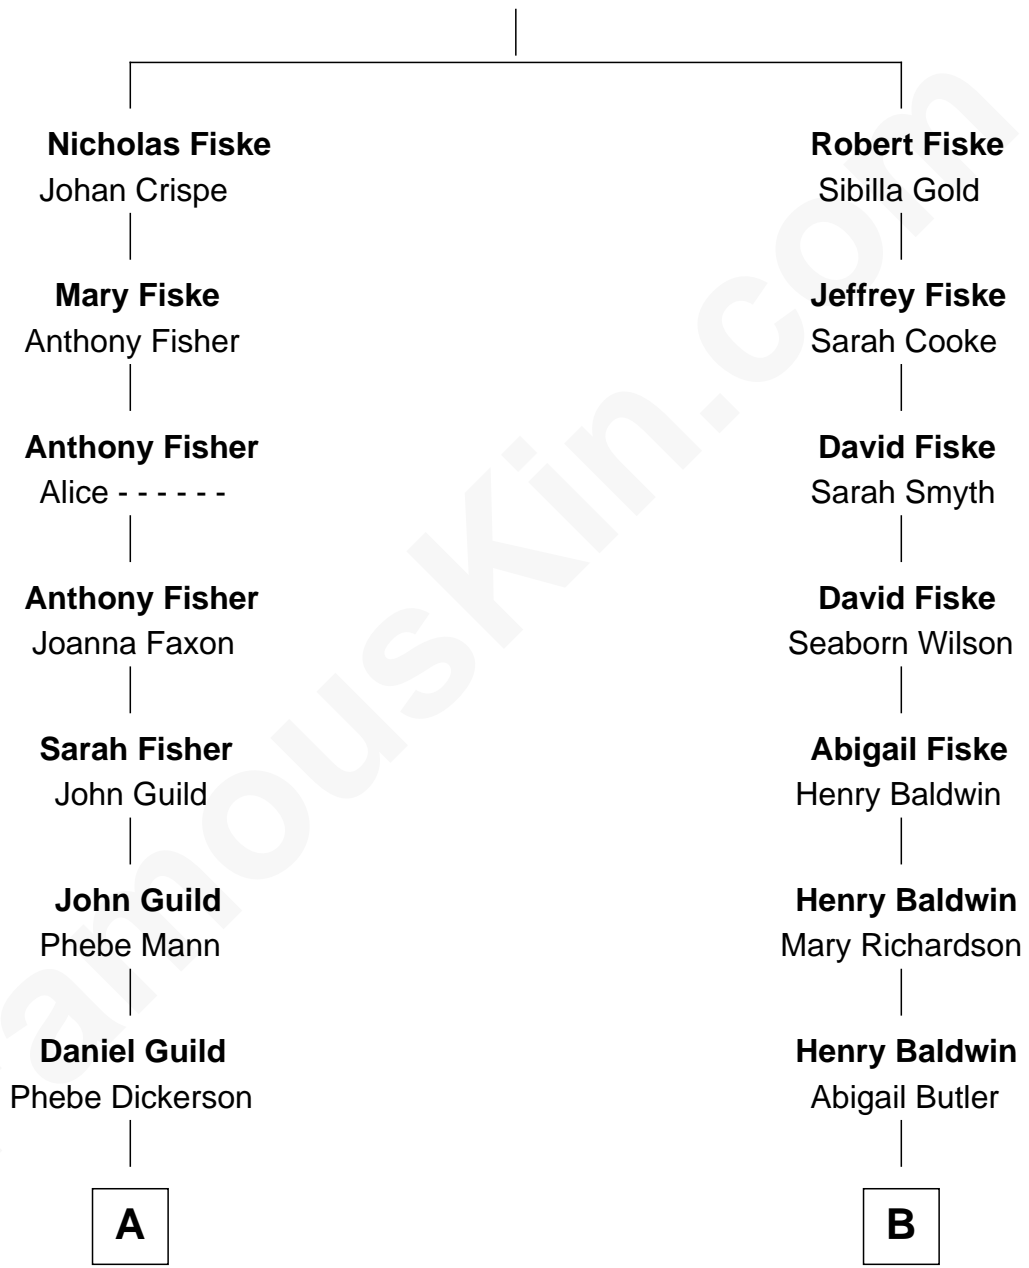 Nicholas Fiske
Johan Crispe
Mary Fiske
Anthony Fisher
Anthony Fisher
Alice - - - - - -
Anthony Fisher
Joanna Faxon
Sarah Fisher
John Guild
John Guild
Phebe Mann
Daniel Guild
Phebe Dickerson
A
Robert Fiske
Sibilla Gold
Jeffrey Fiske
Sarah Cooke
David Fiske
Sarah Smyth
David Fiske
Seaborn Wilson
Abigail Fiske
Henry Baldwin
Henry Baldwin
Mary Richardson
Henry Baldwin
Abigail Butler
B
amouskin.com